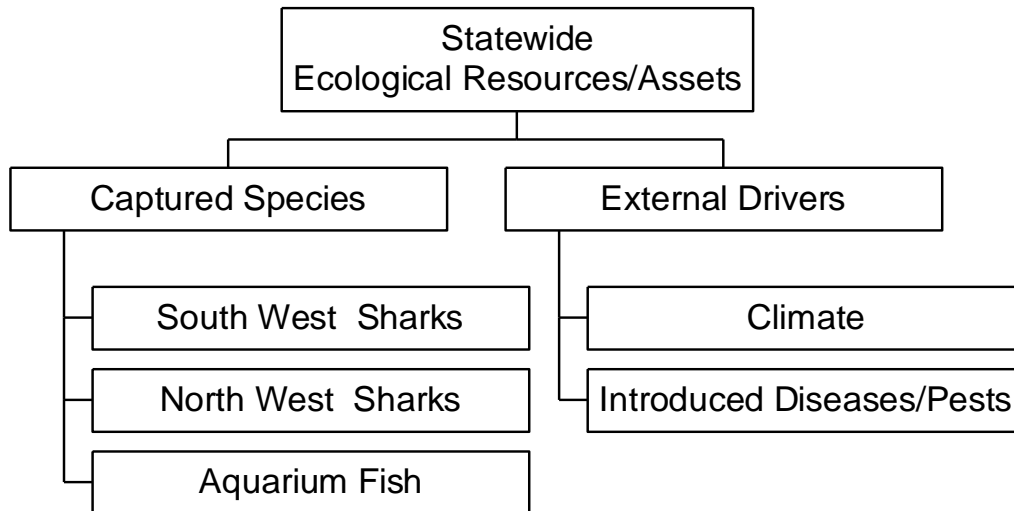 Statewide
Ecological Resources/Assets
Captured Species
External Drivers
South West Sharks
Climate
North West Sharks
Introduced Diseases/Pests
Aquarium Fish